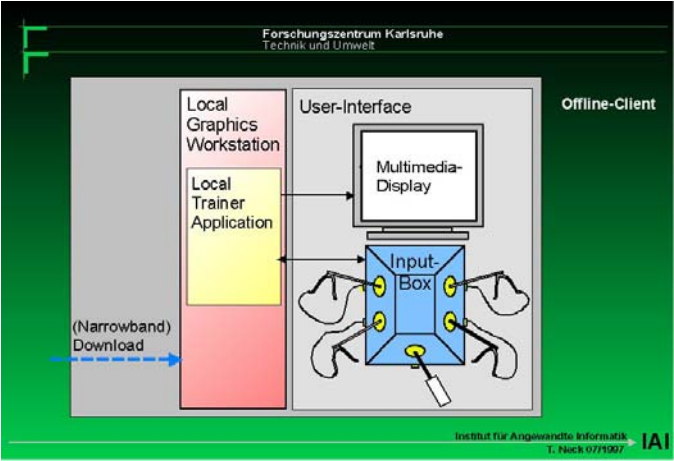 Forschungszentrum Karlsruhe
Technik und Umwelt
Offline-Client
Local
Graphics
Workstation
Local
Trainer
Application
User-Interface
Multimedia-
Display
Input-
Box
(Narrowband)
Download
Institut für Angewandte Informatik
T. Neck 07/1997
IAI